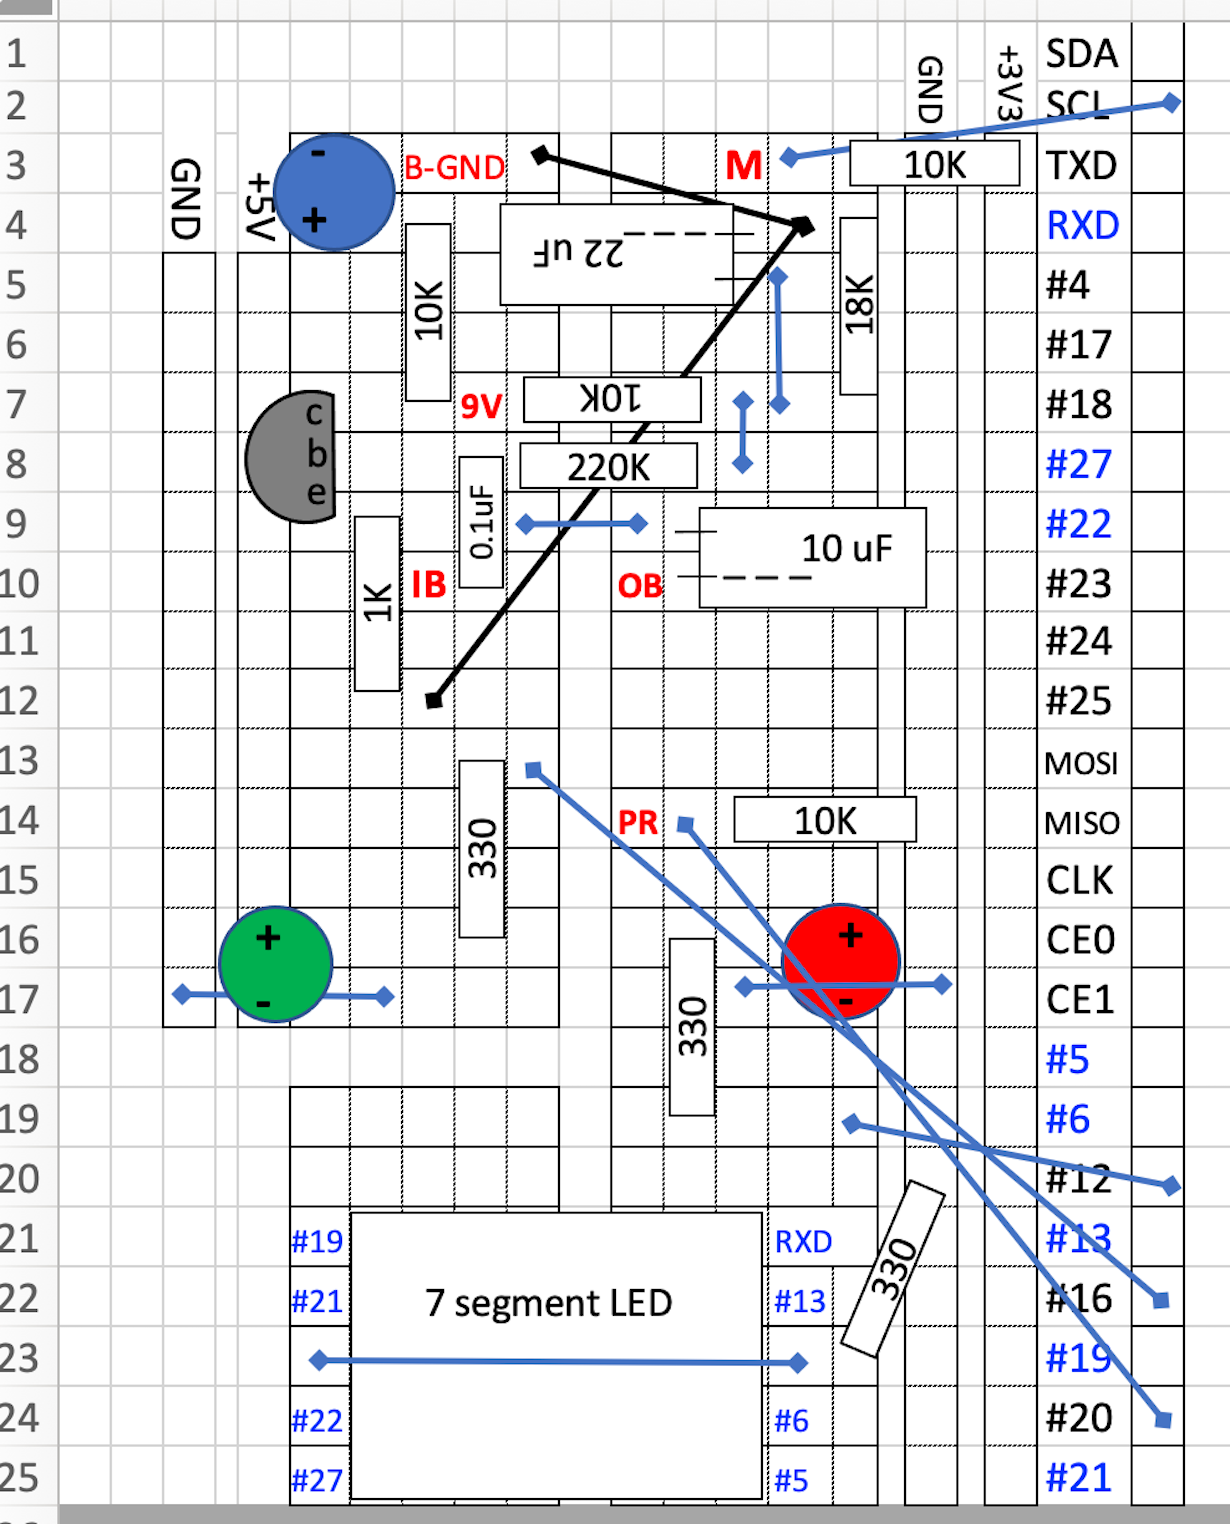 1 SDA
2 GND +3V3 SCL
3 GND +5V - B-GND M 10K TXD
4 + 22 uF RXD
5 10K 18K #4
6 #17
7 c 9V 10K #18
8 b 220K #27
9 e 0.1uF 10 uF #22
10 1K IB OB #23
11 #24
12 #25
13 MOSI
14 330 PR 10K MISO
15 CLK
16 + + CE0
17 - 330 - CE1
18 #5
19 #6
20 #12
21 #19 RXD 330 #13
22 #21 7 segment LED #13 #16
23 #19
24 #22 #6 #20
25 #27 #5 #21